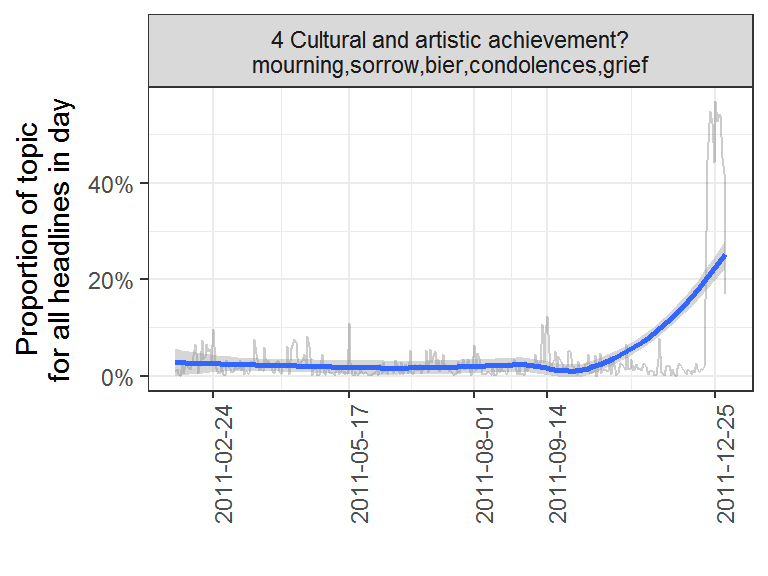 4 Cultural and artistic achievement?
mourning,sorrow,bier,condolences,grief
Proportion of topic
for all headlines in day
40%
20%
0%
2011-02-24
2011-05-17
2011-08-01
2011-09-14
2011-12-25